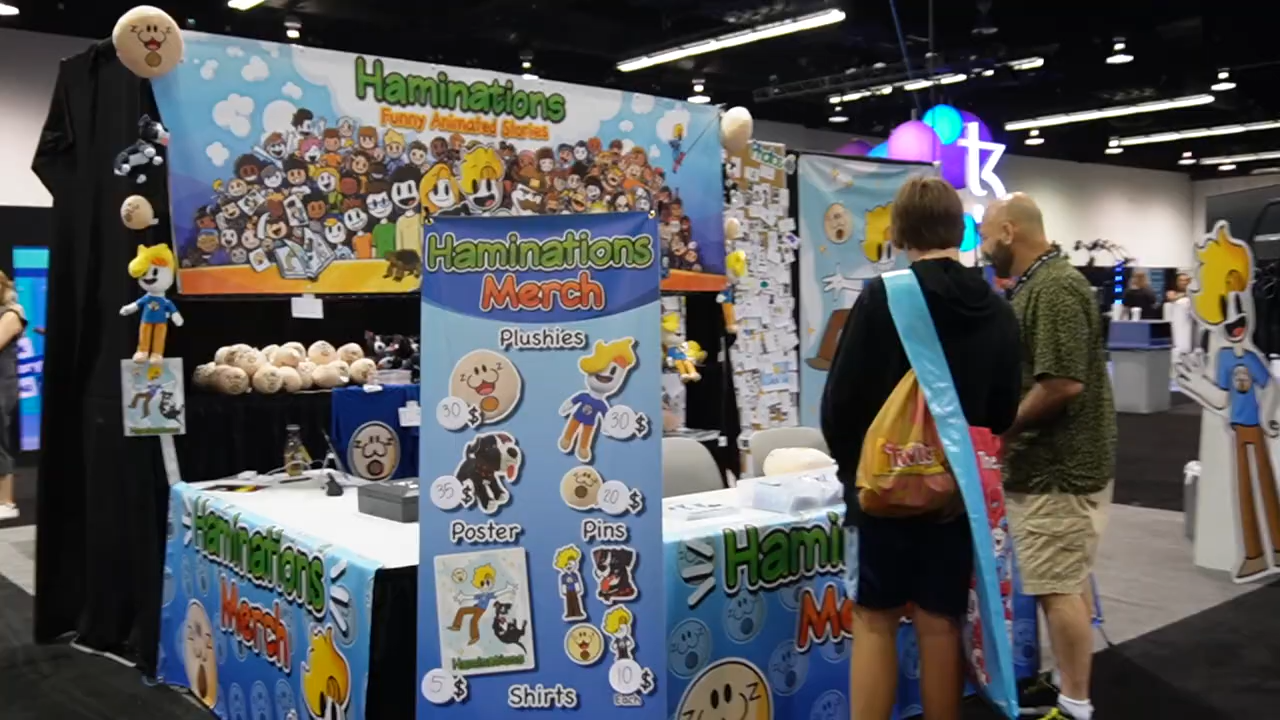 Haminations
Funny Animated Stories
Haminations
Merch
Plushies
30 $
30 $
35 $
20 $
Poster
Pins
Haminations
5 $
10 $
Each
Shirts
Haminations
Merch
Hami
Me
t